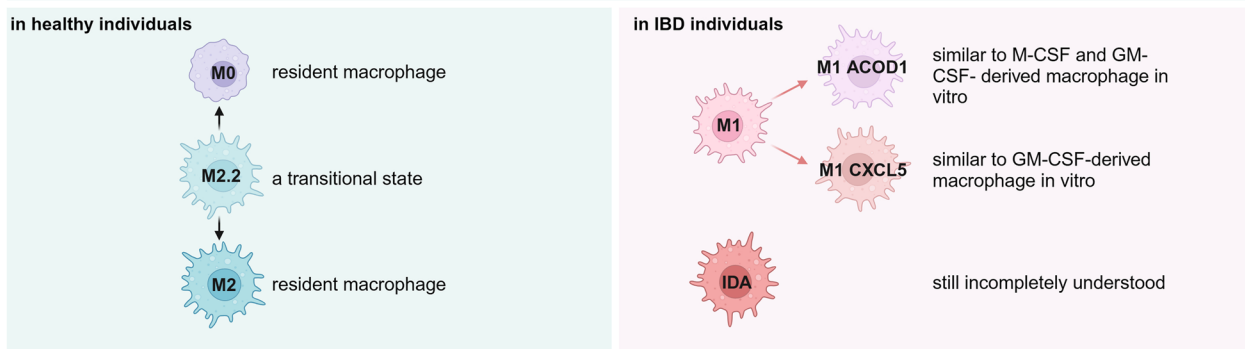 in healthy individuals
M0
resident macrophage
M2.2
a transitional state
M2
resident macrophage
in IBD individuals
M1
M1 ACOD1
similar to M-CSF and GM-
CSF- derived macrophage in
vitro
M1 CXCL5
similar to GM-CSF-derived
macrophage in vitro
IDA
still incompletely understood